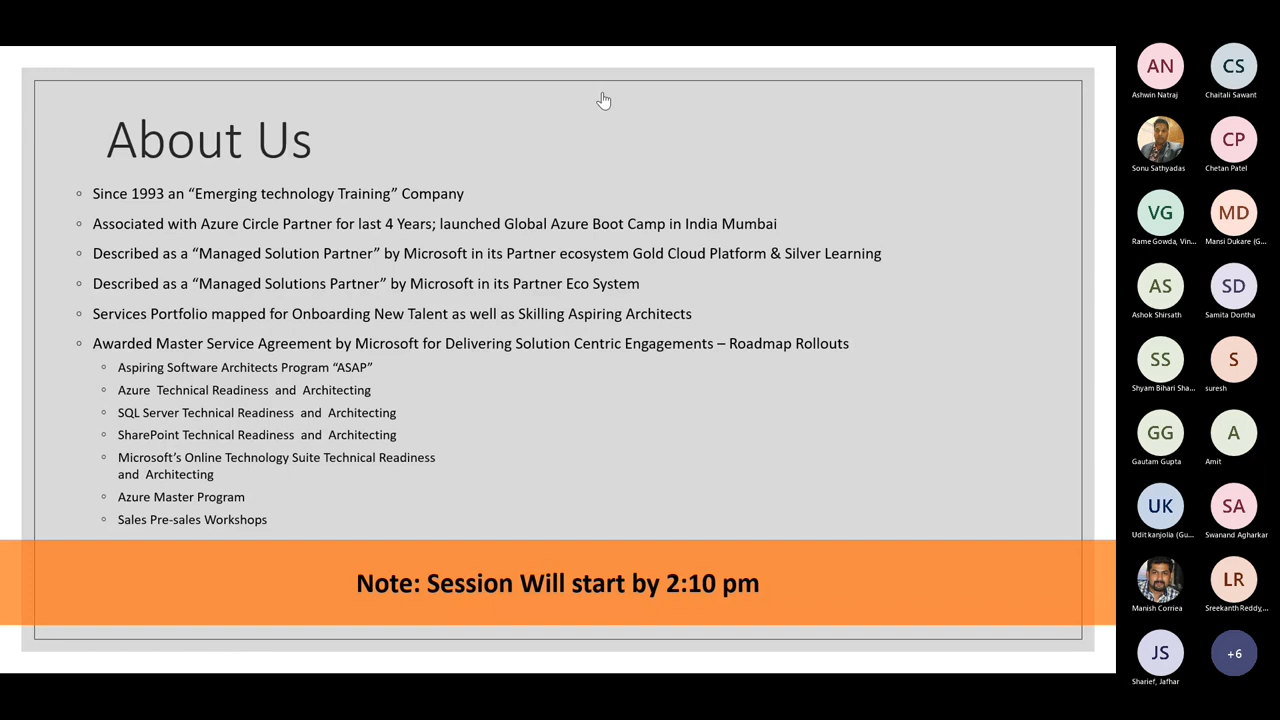 About Us
Since 1993 an “Emerging technology Training” Company
Associated with Azure Circle Partner for last 4 Years; launched Global Azure Boot Camp in India Mumbai
Described as a “Managed Solution Partner” by Microsoft in its Partner ecosystem Gold Cloud Platform & Silver Learning
Described as a “Managed Solutions Partner” by Microsoft in its Partner Eco System
Services Portfolio mapped for Onboarding New Talent as well as Skilling Aspiring Architects
Awarded Master Service Agreement by Microsoft for Delivering Solution Centric Engagements – Roadmap Rollouts
Aspiring Software Architects Program “ASAP”
Azure Technical Readiness and Architecting
SQL Server Technical Readiness and Architecting
SharePoint Technical Readiness and Architecting
Microsoft’s Online Technology Suite Technical Readiness
and Architecting
Azure Master Program
Sales Pre-sales Workshops
Note: Session Will start by 2:10 pm
AN CS
Ashwin Natraj Chaitali Sawant
CP
Sonu Sathyadas Chetan Patel
VG MD
Rame Gowda, Vin... Mansi Dukare (G...
AS SD
Ashok Shirsath Samita Dontha
SS S
Shyam Bihari Sha... suresh
GG A
Gautam Gupta Amit
UK SA
Udit kanjolia (Gu... Swanand Agharkar
LR
Manish Corriea Sreekanth Reddy,...
JS +6
Sharief, Jafhar